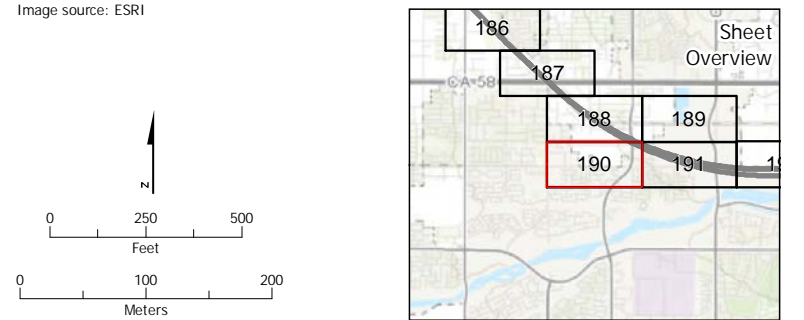 Image source: ESRI
N
0 250 500
Feet
0 100 200
Meters
Sheet
Overview
186
187
CA-58
188 189
190 191 19